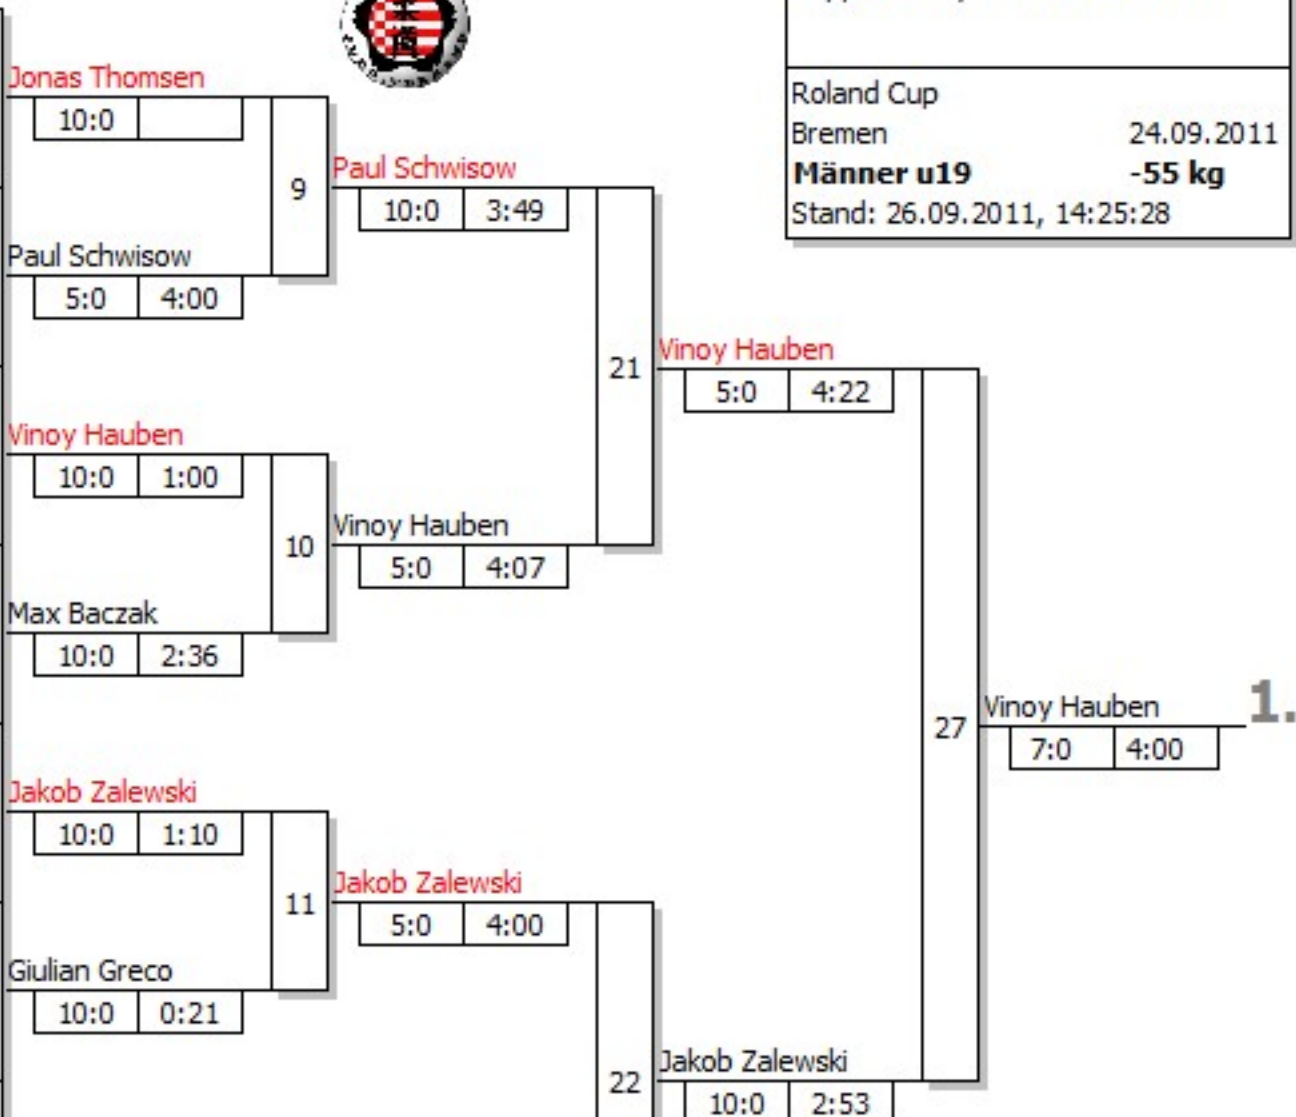 Roland Cup
Bremen 24.09.2011
Männer u19 -55 kg
Stand: 26.09.2011, 14:25:28
Jonas Thomsen
10:0
9
Paul Schwisow
5:0 4:00
Paul Schwisow
10:0 3:49
21
Vinoy Hauben
10:0 1:00
10
Max Baczak
10:0 2:36
Vinoy Hauben
5:0 4:07
Vinoy Hauben
5:0 4:22
27
Vinoy Hauben 1.
7:0 4:00
Jakob Zalewski
10:0 1:10
11
Giulian Greco
10:0 0:21
Jakob Zalewski
5:0 4:00
22
Jakob Zalewski
10:0 2:53